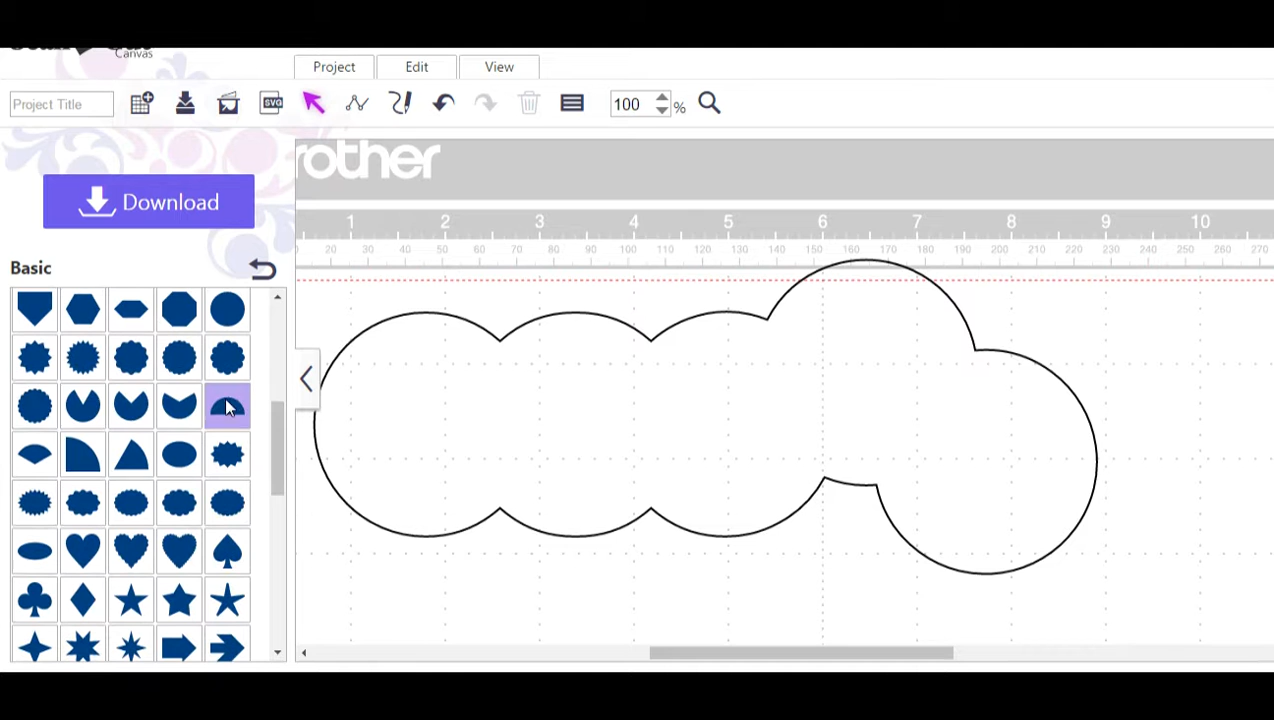 Canvas
Project Edit View
Project Title SVG 100 %
rother
Download
1 2 3 4 5 6 7 8 9 10
20 30 40 50 60 70 80 90 100 110 120 130 140 150 160 170 180 190 200 210 220 230 240 250 260 270
Basic